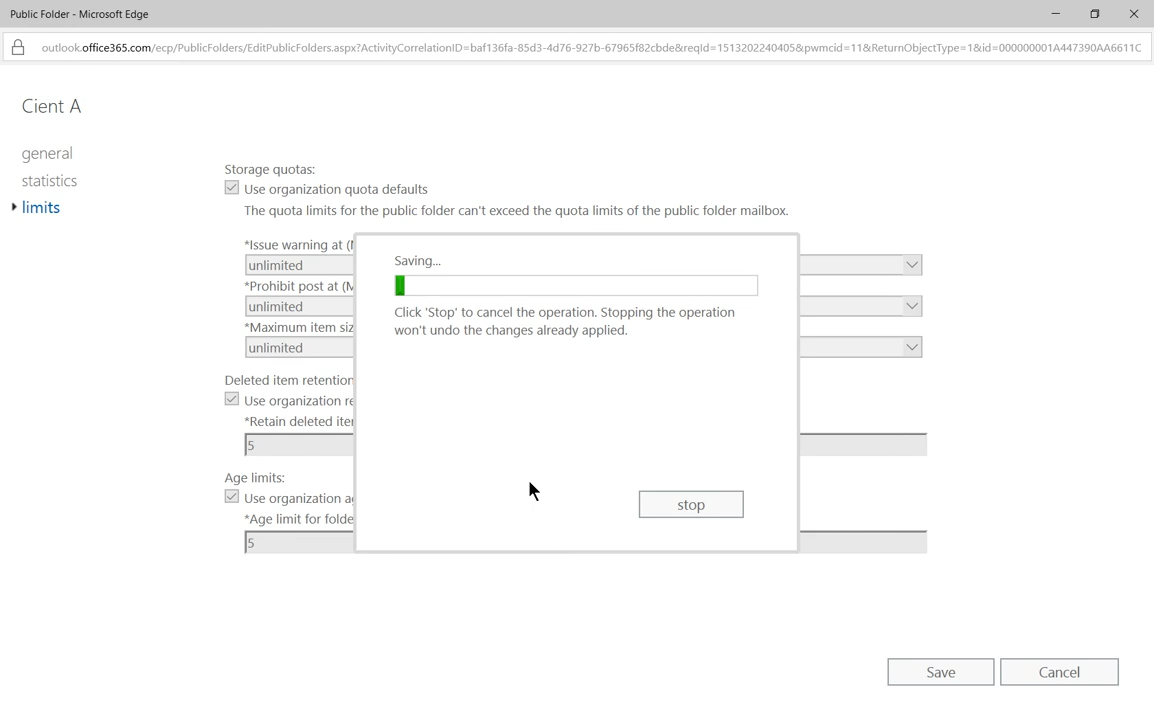 Public Folder - Microsoft Edge
outlook.office365.com/ecp/PublicFolders/EditPublicFolders.aspx?ActivityCorrelationID=baf136fa-85d3-4d76-927b-67965f82cbde&reqId=1513202240405&pwmcid=11&ReturnObjectType=1&id=000000001A447390AA6611C
Cient A
general
statistics
limits
Storage quotas:
Use organization quota defaults
The quota limits for the public folder can't exceed the quota limits of the public folder mailbox.
*Issue warning at (M
unlimited
*Prohibit post at (M
unlimited
*Maximum item siz
unlimited
Deleted item retention
Use organization re
*Retain deleted iter
5
Age limits:
Use organization ag
*Age limit for folde
5
Saving...
Click 'Stop' to cancel the operation. Stopping the operation
won't undo the changes already applied.
stop
Save
Cancel